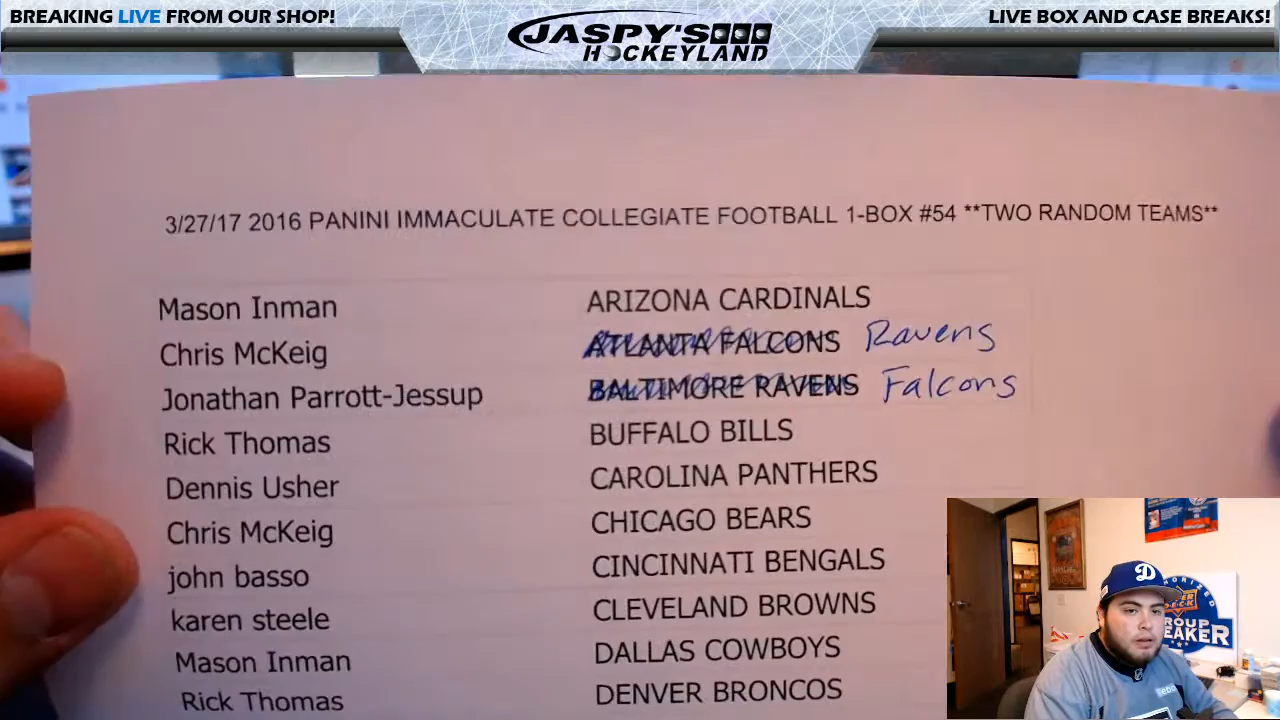 BREAKING LIVE FROM OUR SHOP!
JASPY'S
HOCKEYLAND
LIVE BOX AND CASE BREAKS!
3/27/17 2016 PANINI IMMACULATE COLLEGIATE FOOTBALL 1-BOX #54 **TWO RANDOM TEAMS**
Mason Inman ARIZONA CARDINALS
Chris McKeig ATLANTA FALCONS Ravens
Jonathan Parrott-Jessup BALTIMORE RAVENS Falcons
Rick Thomas BUFFALO BILLS
Dennis Usher CAROLINA PANTHERS
Chris McKeig CHICAGO BEARS
john basso CINCINNATI BENGALS
karen steele CLEVELAND BROWNS
Mason Inman DALLAS COWBOYS
Rick Thomas DENVER BRONCOS
D
UPPER
DECK
GROUP
BREAKER